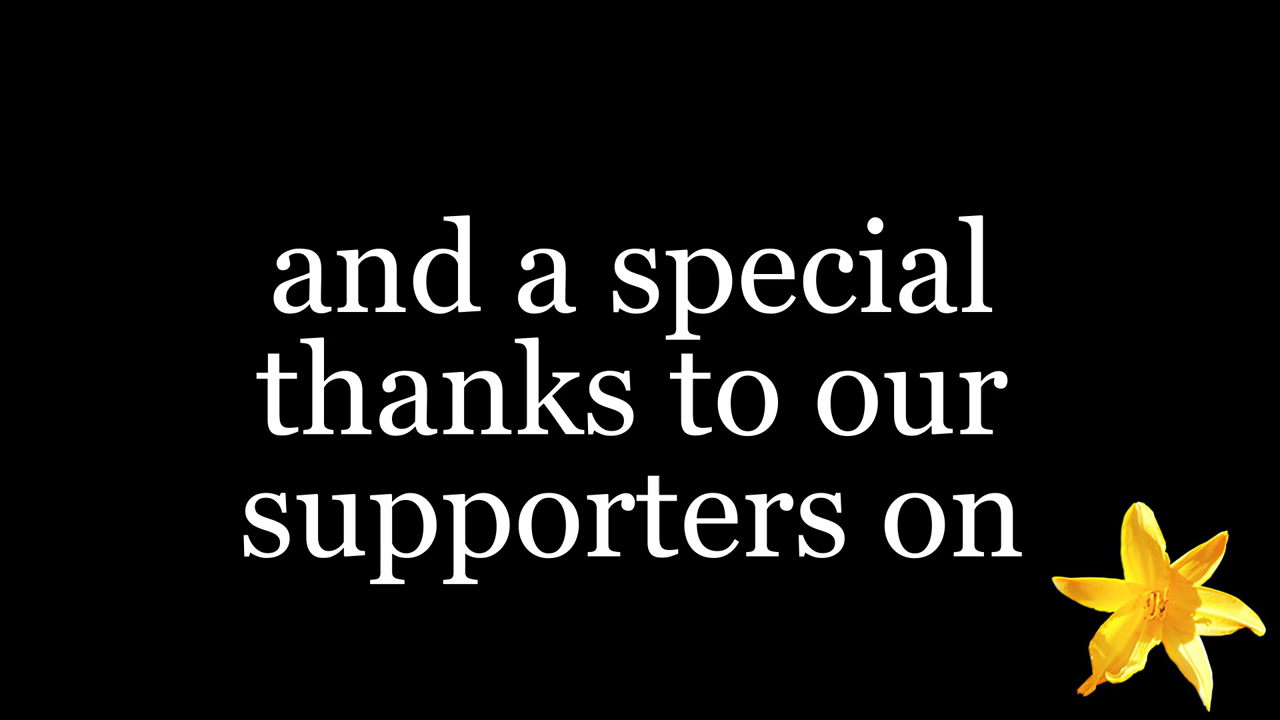 and a special
thanks to our
supporters on